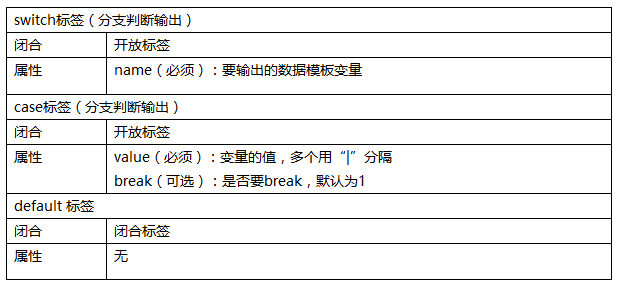 switch标签（分支判断输出）
闭合 开放标签
属性 name（必须）：要输出的数据模板变量
case标签（分支判断输出）
闭合 开放标签
属性 value（必须）：变量的值，多个用“|”分隔
break（可选）：是否要break，默认为1
default 标签
闭合 闭合标签
属性 无